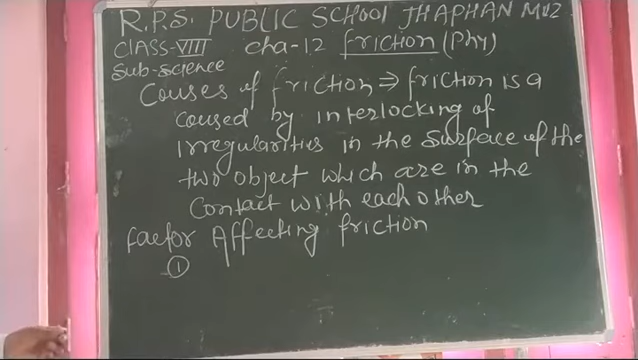 R.P.S. PUBLIC SCHOOL JHAPHAN MUZ
CLASS-VIII cha-12 friction (Phy)
Sub-science
Couses of friction ⇒ friction is a
coused by interlocking of
irregularities in the surface of the
two object which are in the
contact with each other
factor Affecting friction
①